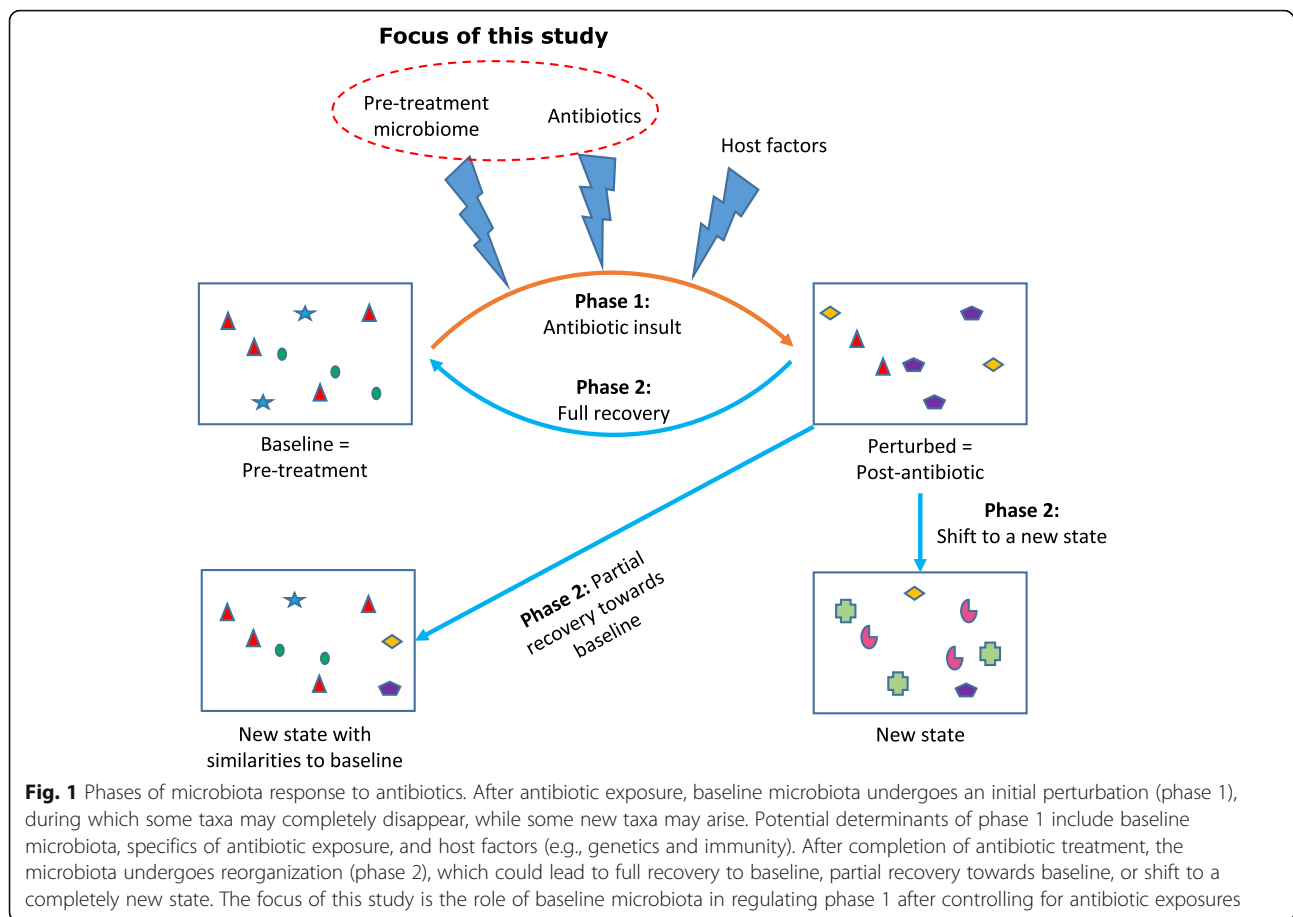 Focus of this study
Pre-treatment
microbiome
Antibiotics
Host factors
Phase 1:
Antibiotic insult
Phase 2:
Full recovery
Baseline =
Pre-treatment
Perturbed =
Post-antibiotic
Phase 2:
Shift to a new state
Phase 2: Partial
recovery towards
baseline
New state with
similarities to baseline
New state
Fig. 1 Phases of microbiota response to antibiotics. After antibiotic exposure, baseline microbiota undergoes an initial perturbation (phase 1),
during which some taxa may completely disappear, while some new taxa may arise. Potential determinants of phase 1 include baseline
microbiota, specifics of antibiotic exposure, and host factors (e.g., genetics and immunity). After completion of antibiotic treatment, the
microbiota undergoes reorganization (phase 2), which could lead to full recovery to baseline, partial recovery towards baseline, or shift to a
completely new state. The focus of this study is the role of baseline microbiota in regulating phase 1 after controlling for antibiotic exposures